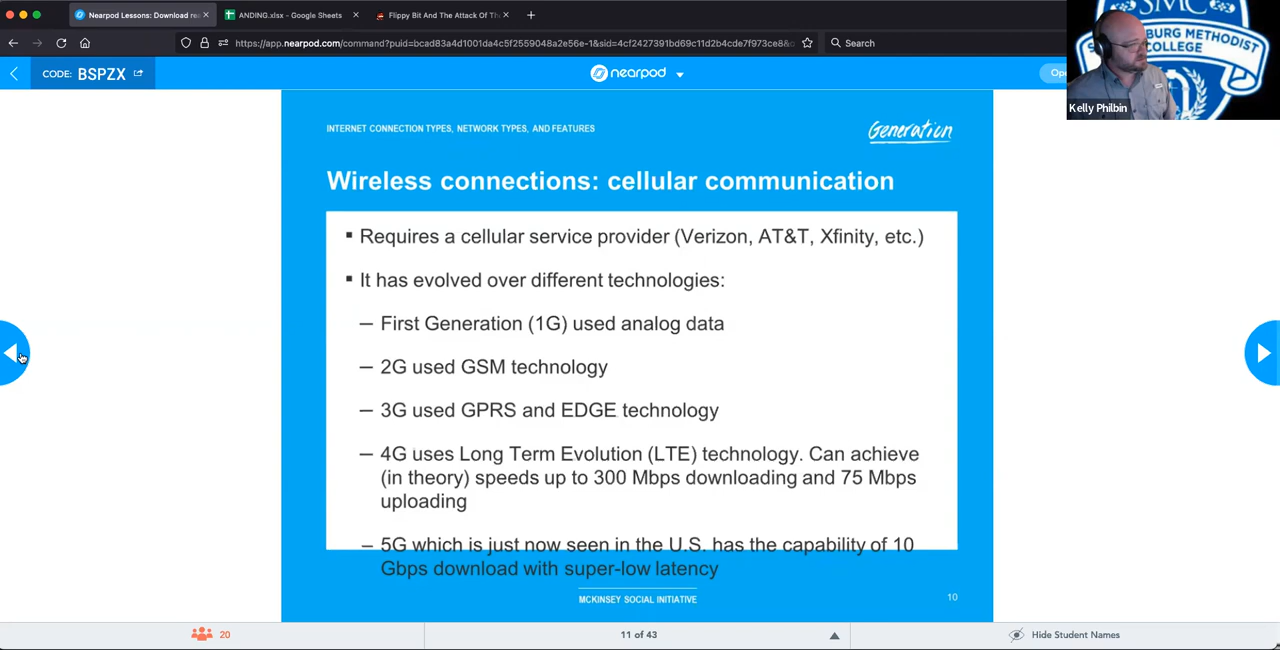 Nearpod Lessons: Download re
ANDING.xlsx - Google Sheets
Flippy Bit And The Attack Of Th
https://app.nearpod.com/command?puid=bcad83a4d1001da4c5f2559048a2e56e-1&sid=4cf2427391bd69c11d2b4cde7f973ce8&
Search
CODE: BSPZX
nearpod
Op
SMC
BURG METHODIST
COLLEGE
Kelly Philbin
INTERNET CONNECTION TYPES, NETWORK TYPES, AND FEATURES
Generation
Wireless connections: cellular communication
▪ Requires a cellular service provider (Verizon, AT&T, Xfinity, etc.)
▪ It has evolved over different technologies:
– First Generation (1G) used analog data
– 2G used GSM technology
– 3G used GPRS and EDGE technology
– 4G uses Long Term Evolution (LTE) technology. Can achieve
(in theory) speeds up to 300 Mbps downloading and 75 Mbps
uploading
– 5G which is just now seen in the U.S. has the capability of 10
Gbps download with super-low latency
MCKINSEY SOCIAL INITIATIVE
10
20
11 of 43
Hide Student Names